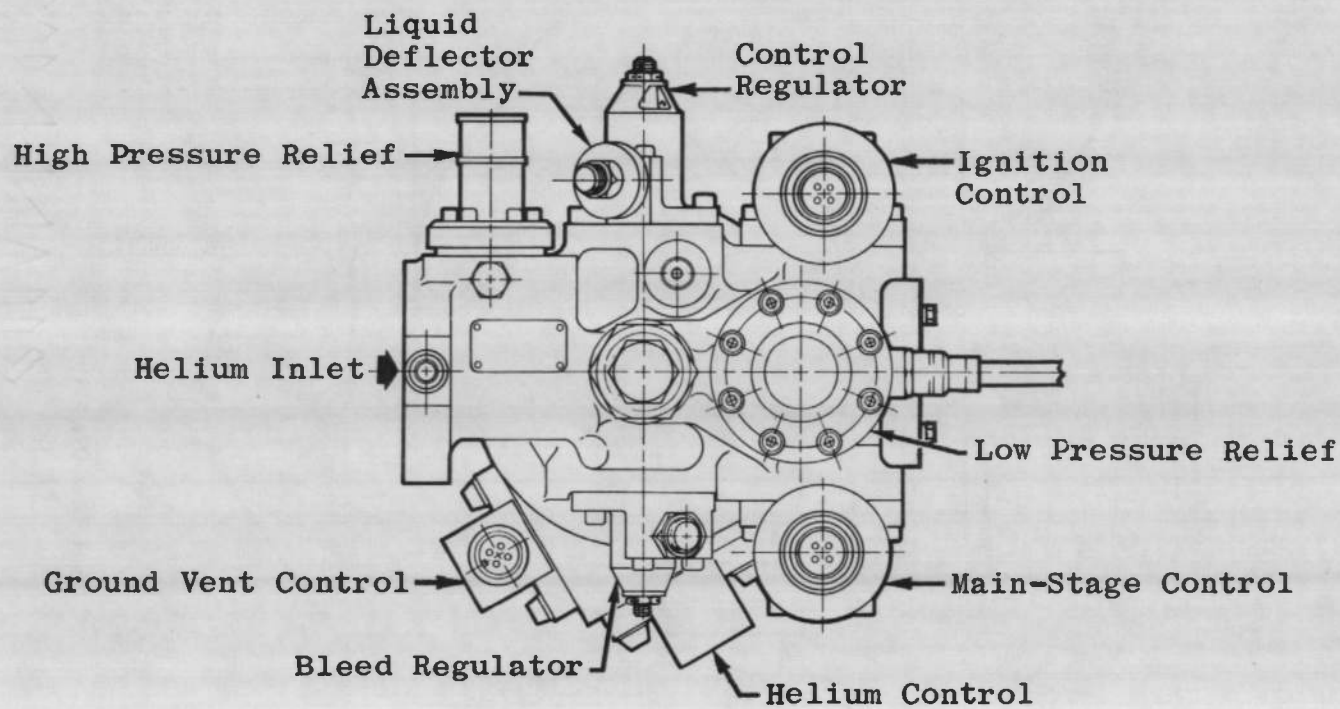 Liquid
Deflector
Assembly
Control
Regulator
High Pressure Relief
Ignition
Control
Helium Inlet
Low Pressure Relief
Ground Vent Control
Main-Stage Control
Bleed Regulator
Helium Control